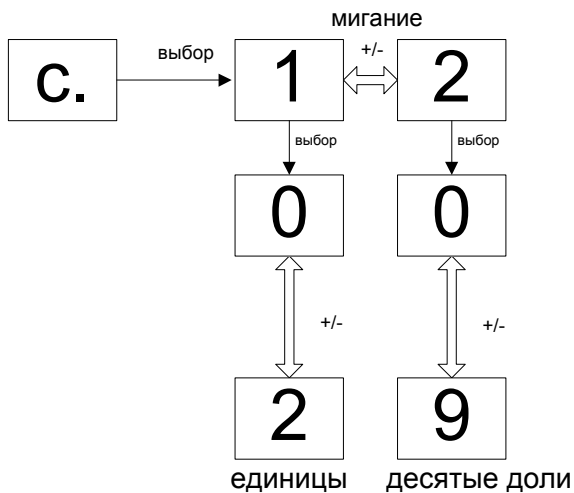 мигание
выбор +/-
с. 1 2
выбор выбор
0 0
+/- +/-
2 9
единицы десятые доли